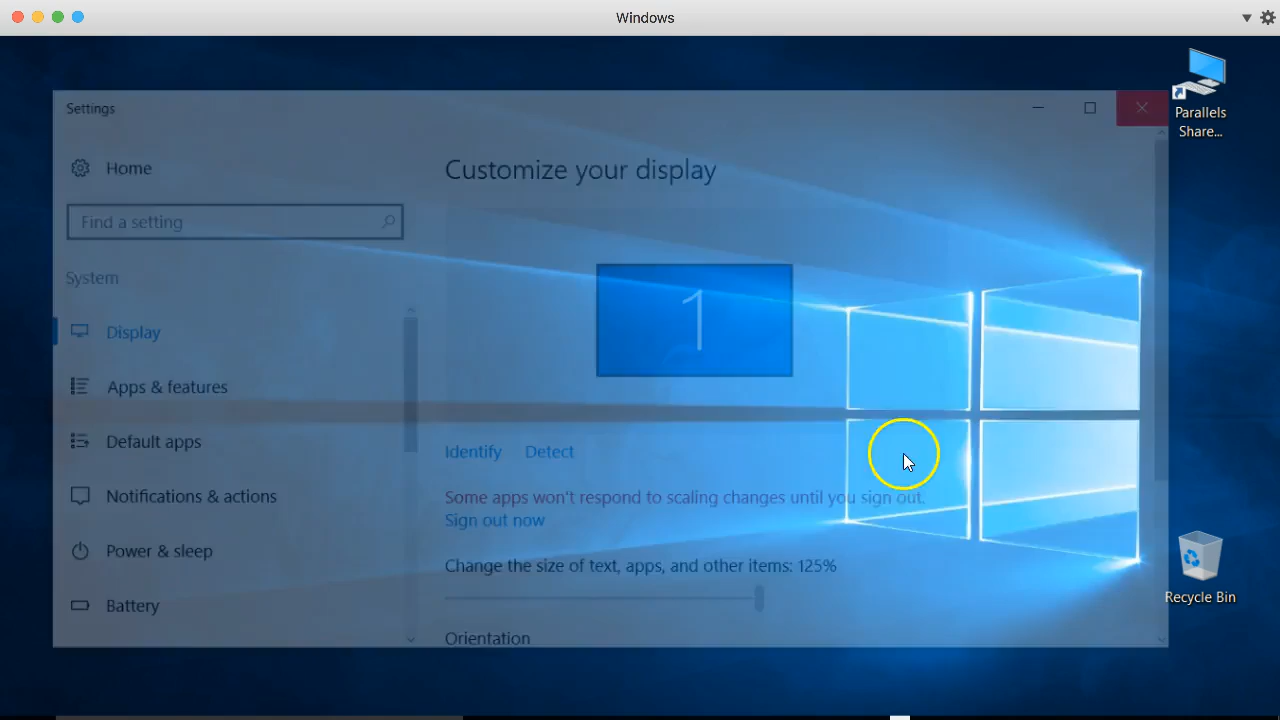 Windows
Parallels
Share...
Settings
Home
Customize your display
Find a setting
System
1
Display
Apps & features
Default apps
Identify Detect
Notifications & actions
Some apps won't respond to scaling changes until you sign out.
Sign out now
Power & sleep
Change the size of text, apps, and other items: 125%
Battery
Orientation
Recycle Bin